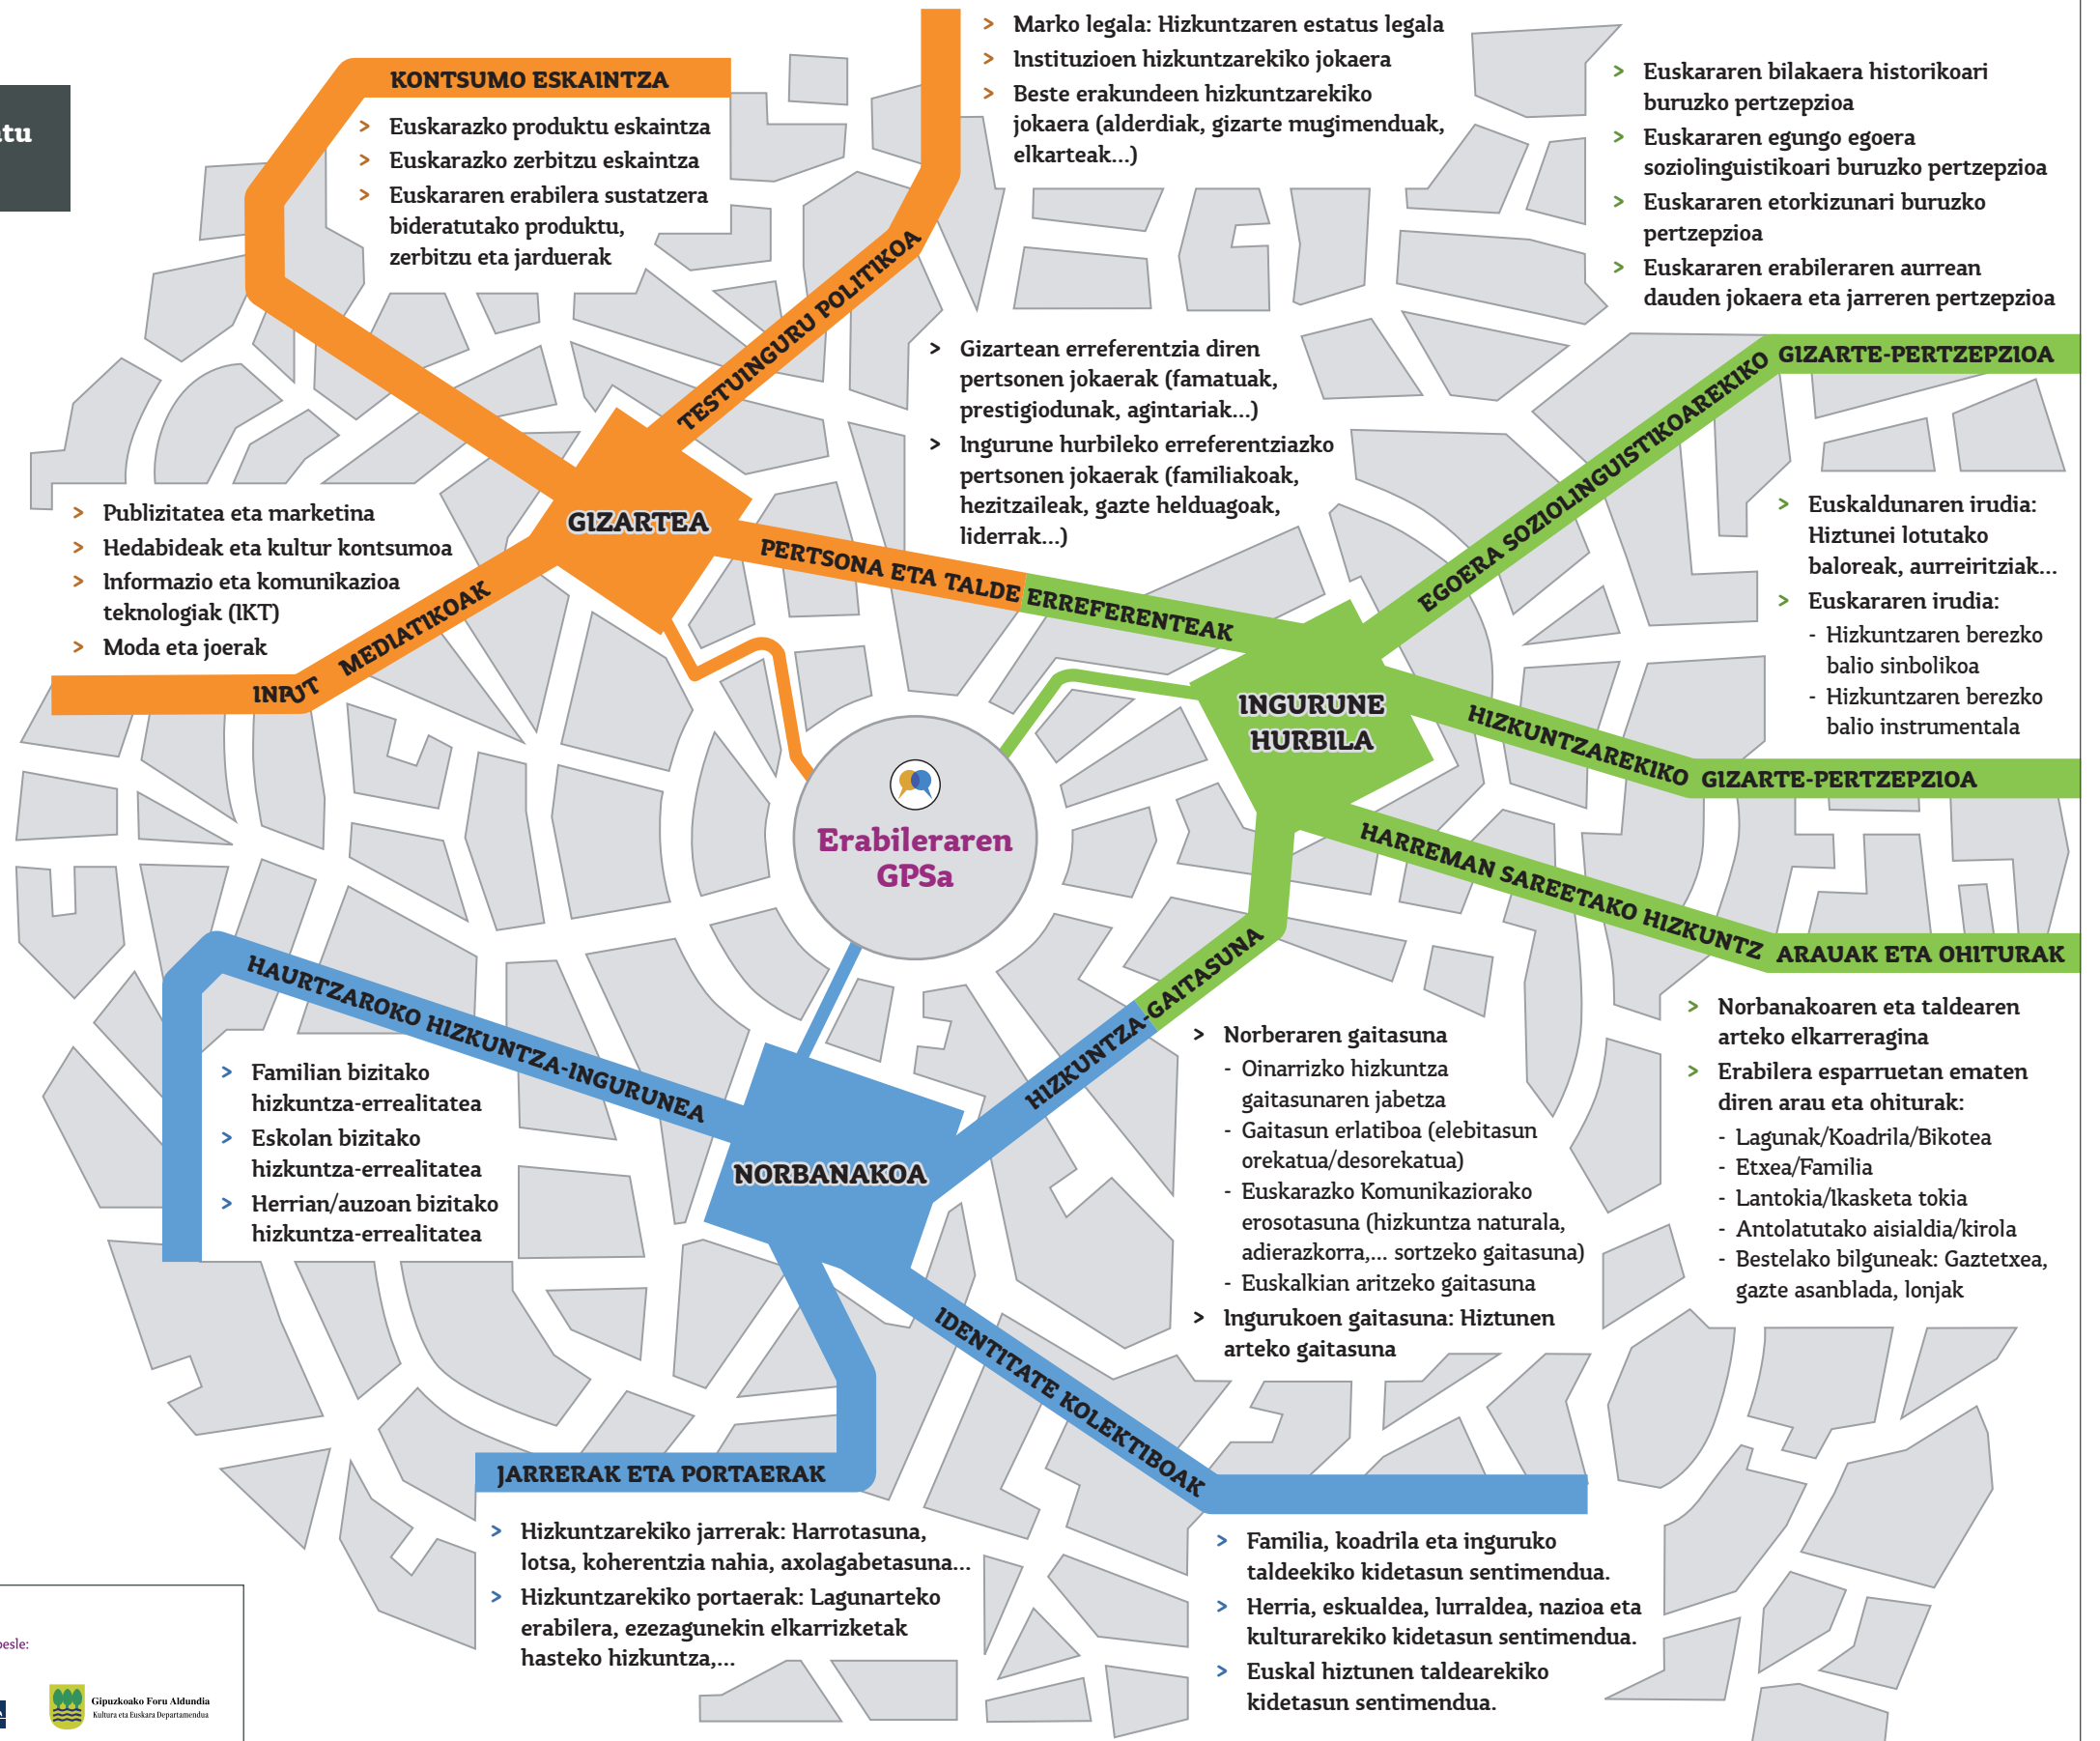 KONTSUMO ESKAINTZA
> Euskarazko produktu eskaintza
> Euskarazko zerbitzu eskaintza
> Euskararen erabilera sustatzera
bideratutako produktu,
zerbitzu eta jarduerak
> Marko legala: Hizkuntzaren estatus legala
> Instituzioen hizkuntzarekiko jokaera
> Beste erakundeen hizkuntzarekiko
jokaera (alderdiak, gizarte mugimenduak,
elkarteak...)
TESTUINGURU POLITIKOA
> Euskararen bilakaera historikoari
buruzko pertzepzioa
> Euskararen egungo egoera
soziolinguistikoari buruzko pertzepzioa
> Euskararen etorkizunari buruzko
pertzepzioa
> Euskararen erabileraren aurrean
dauden jokaera eta jarreren pertzepzioa
EGOERA SOZIOLINGUISTIKOAREKIKO GIZARTE-PERTZEPZIOA
> Gizartean erreferentzia diren
pertsonen jokaerak (famatuak,
prestigiodunak, agintariak...)
> Ingurune hurbileko erreferentziazko
pertsonen jokaerak (familiakoak,
hezitzaileak, gazte helduagoak,
liderrak...)
GIZARTEA
PERTSONA ETA TALDE ERREFERENTEAK
> Publizitatea eta marketina
> Hedabideak eta kultur kontsumoa
> Informazio eta komunikazioa
teknologiak (IKT)
> Moda eta joerak
INPUT MEDIATIKOAK
> Euskaldunaren irudia:
Hiztunei lotutako
baloreak, aurreiritziak...
> Euskararen irudia:
- Hizkuntzaren berezko
balio sinbolikoa
- Hizkuntzaren berezko
balio instrumentala
INGURUNE
HURBILA
HIZKUNTZAREKIKO GIZARTE-PERTZEPZIOA
Erabileraren
GPSa
HARREMAN SAREETAKO HIZKUNTZ ARAUAK ETA OHITURAK
> Norbanakoaren eta taldearen
arteko elkarreragina
> Erabilera esparruetan ematen
diren arau eta ohiturak:
- Lagunak/Koadrila/Bikotea
- Etxea/Familia
- Lantokia/Ikasketa tokia
- Antolatutako aisialdia/kirola
- Bestelako bilguneak: Gaztetxea,
gazte asanblada, lonjak
HAURTZAROKO HIZKUNTZA-INGURUNEA
> Familian bizitako
hizkuntza-errealitatea
> Eskolan bizitako
hizkuntza-errealitatea
> Herrian/auzoan bizitako
hizkuntza-errealitatea
HIZKUNTZA-GAITASUNA
> Norberaren gaitasuna
- Oinarrizko hizkuntza
gaitasunaren jabetza
- Gaitasun erlatiboa (elebitasun
orekatua/desorekatua)
- Euskarazko Komunikaziorako
erosotasuna (hizkuntza naturala,
adierazkorra,... sortzeko gaitasuna)
- Euskalkian aritzeko gaitasuna
> Ingurukoen gaitasuna: Hiztunen
arteko gaitasuna
NORBANAKOA
IDENTITATE KOLEKTIBOAK
JARRERAK ETA PORTAERAK
> Hizkuntzarekiko jarrerak: Harrotasuna,
lotsa, koherentzia nahia, axolagabetasuna...
> Hizkuntzarekiko portaerak: Lagunarteko
erabilera, ezezagunekin elkarrizketak
hasteko hizkuntza,...
> Familia, koadrila eta inguruko
taldeekiko kidetasun sentimendua.
> Herria, eskualdea, lurraldea, nazioa eta
kulturarekiko kidetasun sentimendua.
> Euskal hiztunen taldearekiko
kidetasun sentimendua.
Gipuzkoako Foru Aldundia
Kultura eta Euskara Departamendua